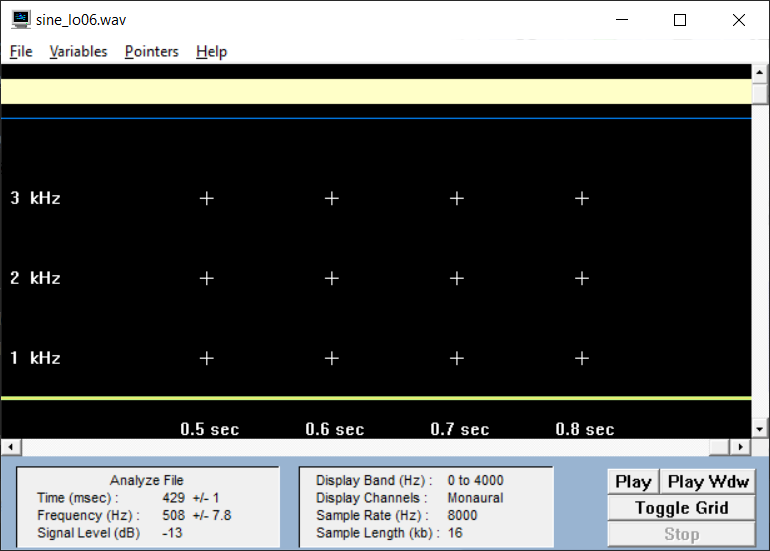 sine_lo06.wav
File Variables Pointers Help
3 kHz
2 kHz
1 kHz
0.5 sec 0.6 sec 0.7 sec 0.8 sec
Analyze File
Time (msec) : 429 +/- 1
Frequency (Hz) : 508 +/- 7.8
Signal Level (dB) -13
Display Band (Hz) : 0 to 4000
Display Channels : Monaural
Sample Rate (Hz) : 8000
Sample Length (kb) : 16
Play Play Wdw
Toggle Grid
Stop